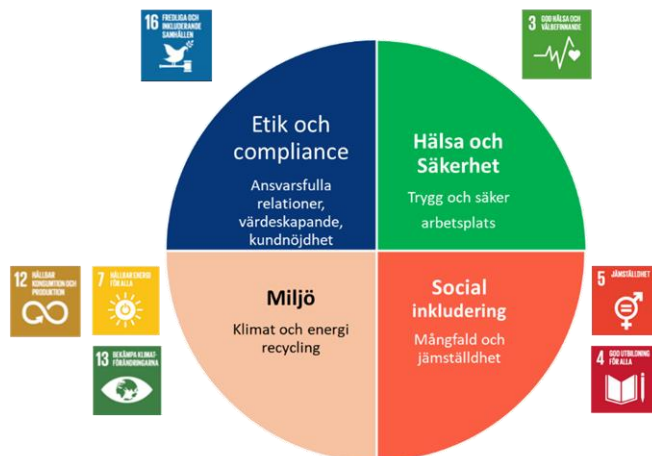 16 FREDLIGA OCH
INKLUDERANDE
SAMHÄLLEN
3 GOD HÄLSA OCH
VÄLBEFINNANDE
Etik och
compliance
Ansvarsfulla
relationer,
värdeskapande,
kundnöjdhet
Hälsa och
Säkerhet
Trygg och säker
arbetsplats
12 HÅLLBAR
KONSUMTION OCH
PRODUKTION
7 HÅLLBAR ENERGI
FÖR ALLA
13 BEKÄMPA KLIMAT-
FÖRÄNDRINGARNA
Miljö
Klimat och energi
recycling
Social
inkludering
Mångfald och
jämställdhet
5 JÄMSTÄLLDHET
4 GOD UTBILDNING
FÖR ALLA